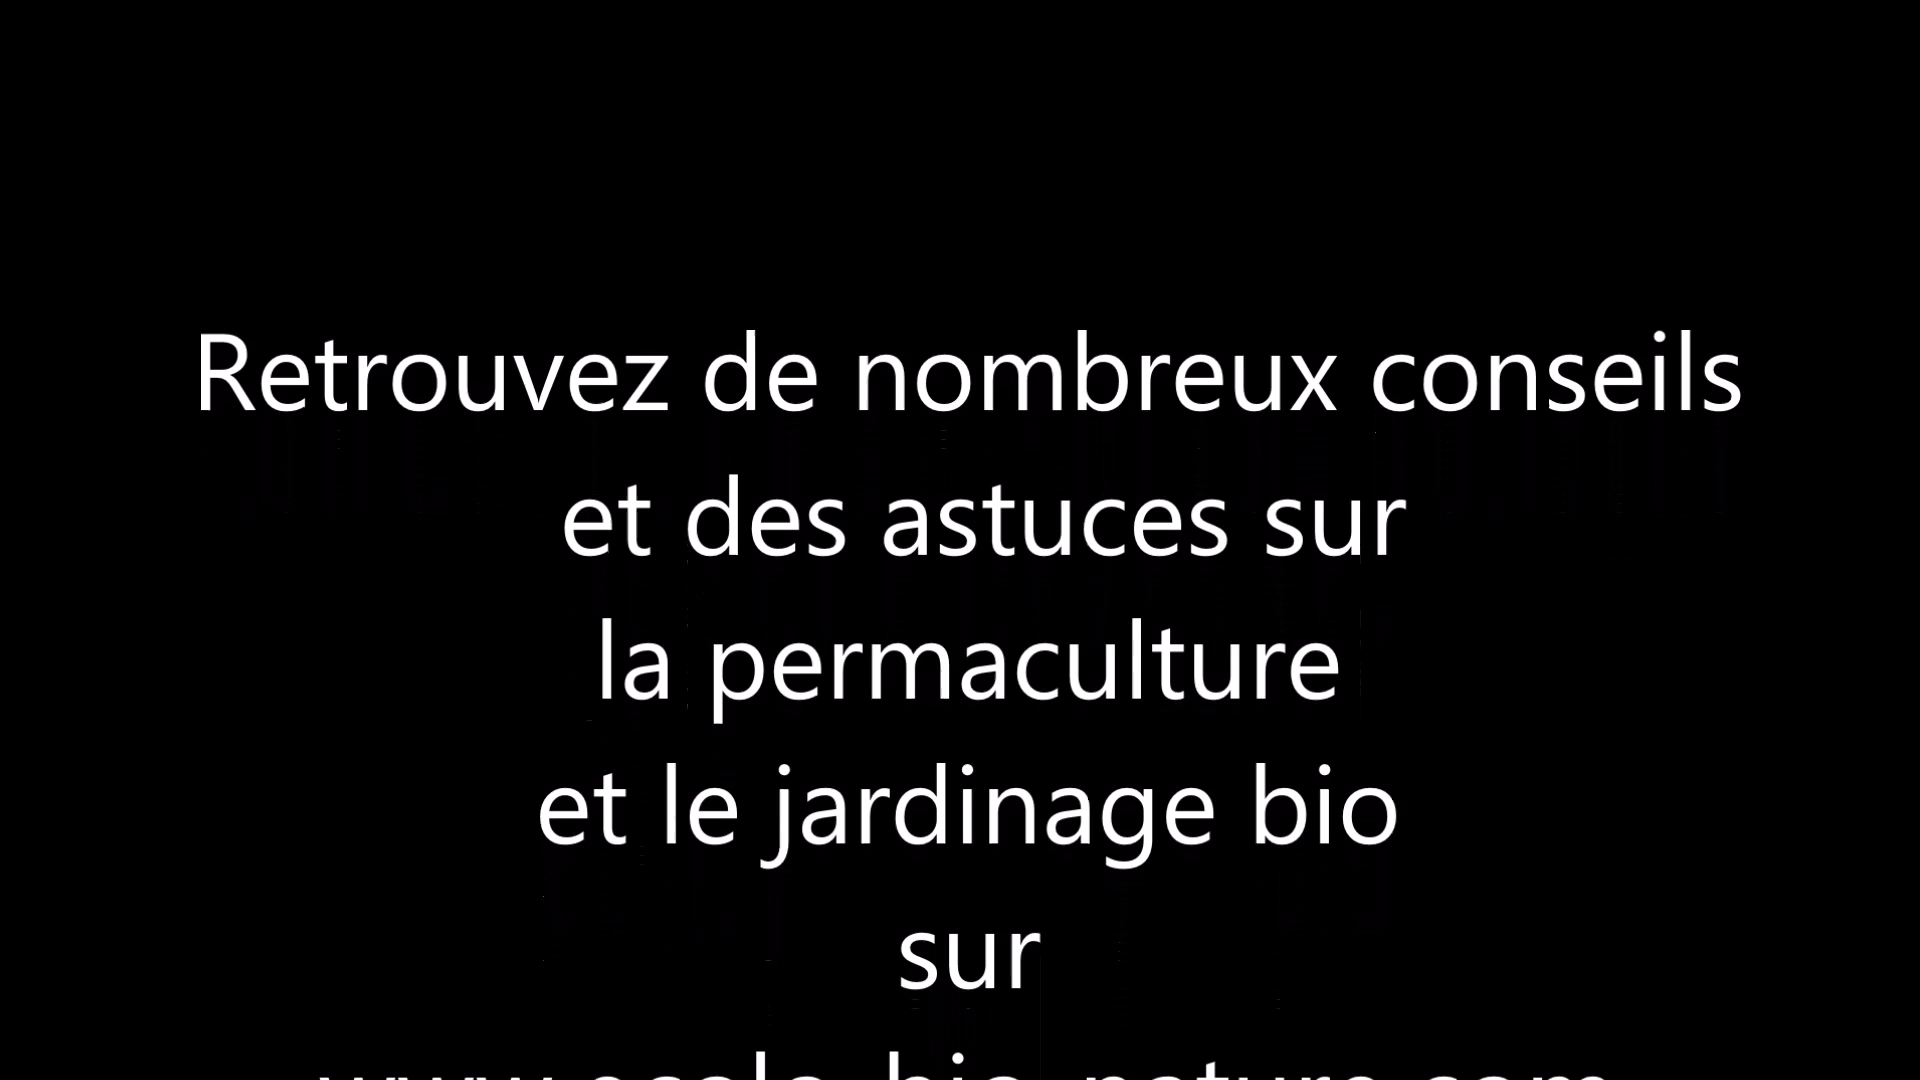 Retrouvez de nombreux conseils
et des astuces sur
la permaculture
et le jardinage bio
sur